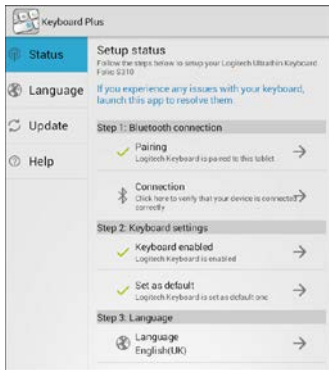 Keyboard Plus
Status
Language
Update
Help
Setup status
Follow the steps below to setup your Logitech Ultrathin Keyboard
Folio S310
If you experience any issues with your keyboard,
launch this app to resolve them.
Step 1: Bluetooth connection
Pairing
Logitech Keyboard is paired to this tablet
Connection
Click here to verify that your device is connected
correctly
Step 2: Keyboard settings
Keyboard enabled
Logitech Keyboard is enabled
Set as default
Logitech Keyboard is set as default one
Step 3: Language
Language
English(UK)